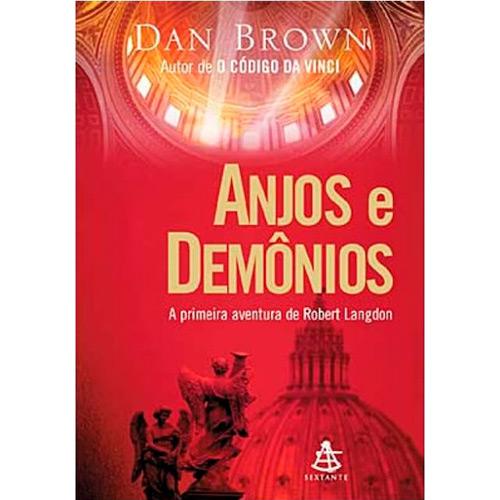 DAN BROWN
Autor de O CÓDIGO DA VINCI
ANJOS e
DEMÔNIOS
A primeira aventura de Robert Langdon
SEXTANTE